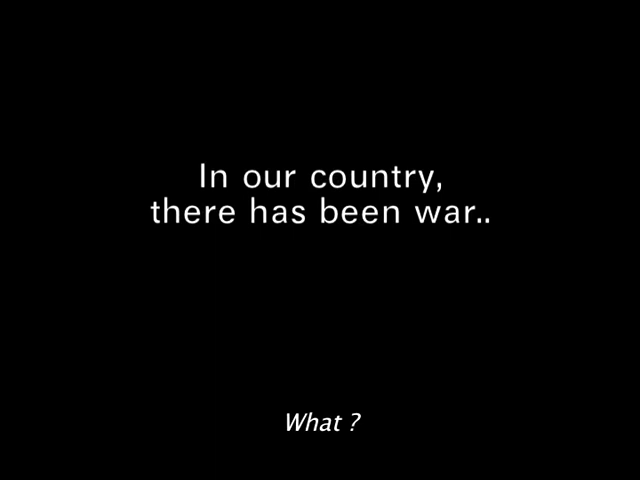 In our country,
there has been war..
What ?